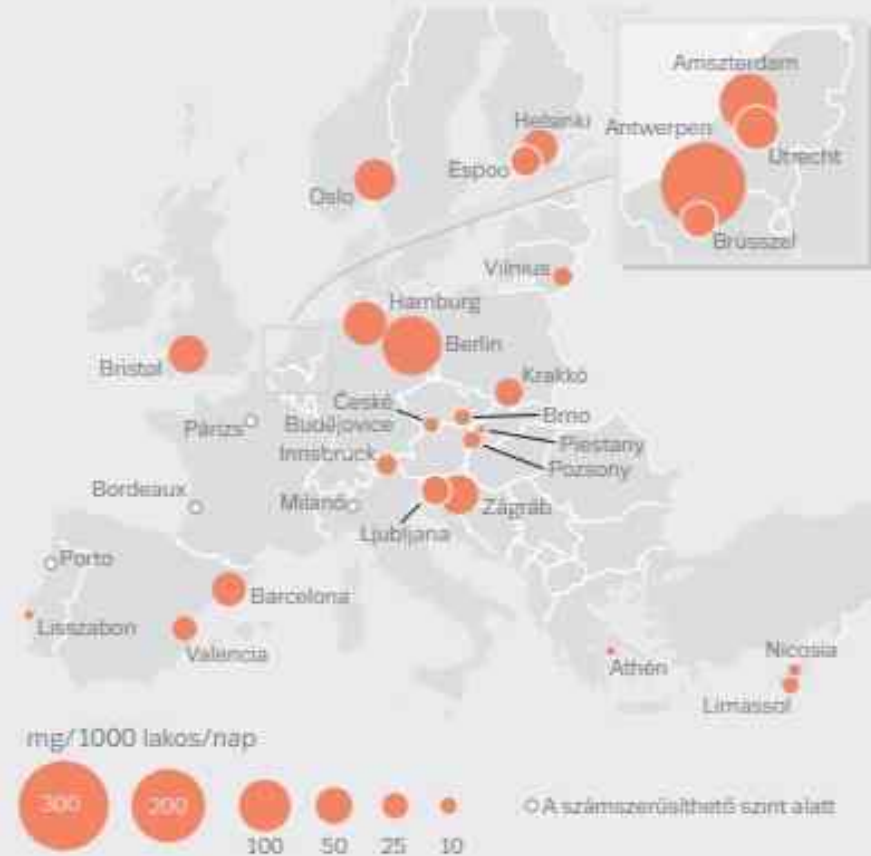 Amszterdam
Helsinki
Antwerpen
Espoo
Utrecht
Oslo
Brüsszel
Vilnius
Hamburg
Berlin
Bristol
Krakkó
České
Budějovice
Brno
Párizs
Piestany
Innsbruck
Pozsony
Bordeaux
Milánó
Zágráb
Ljubljana
Porto
Barcelona
Lisszabon
Valencia
Athén
Nicosia
Limassol
mg/1000 lakos/nap
300 200 100 50 25 10
A számszerűsíthető szint alatt